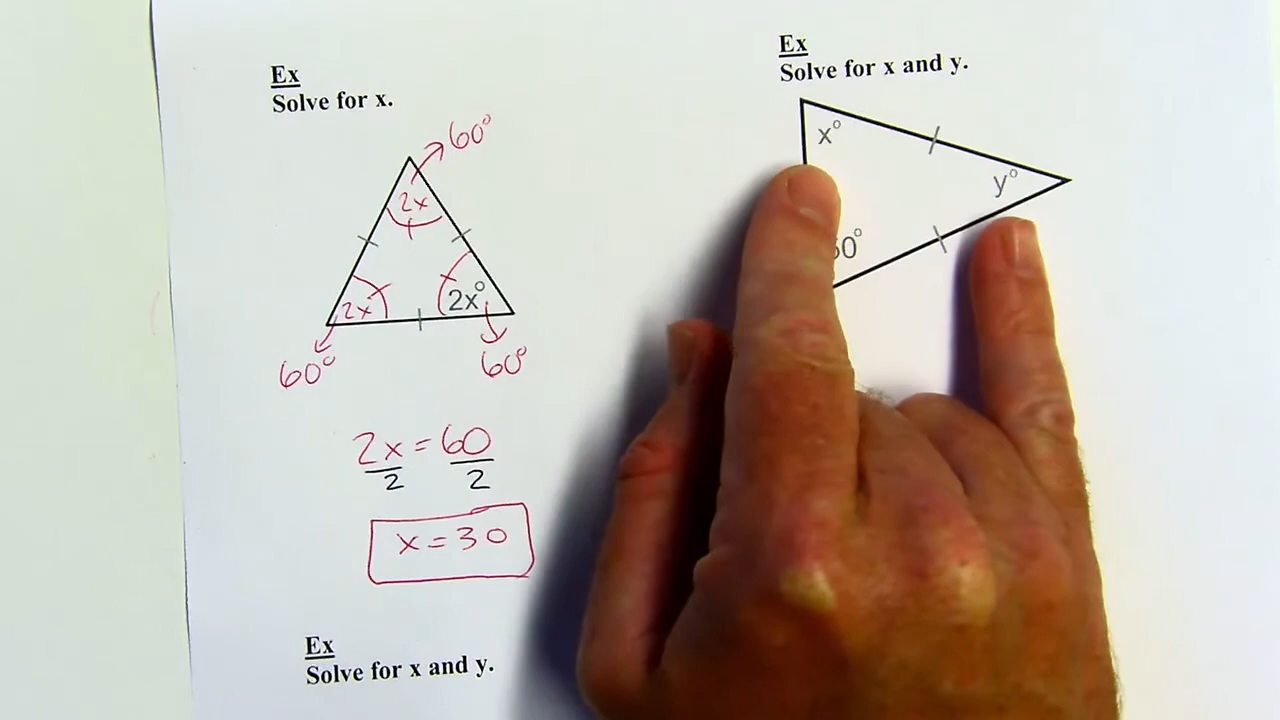 Ex
Solve for x.
60°
2x
2x
2x°
60°
60°
2x = 60
2 2
x = 30
Ex
Solve for x and y.
x°
y°
Ex
Solve for x and y.